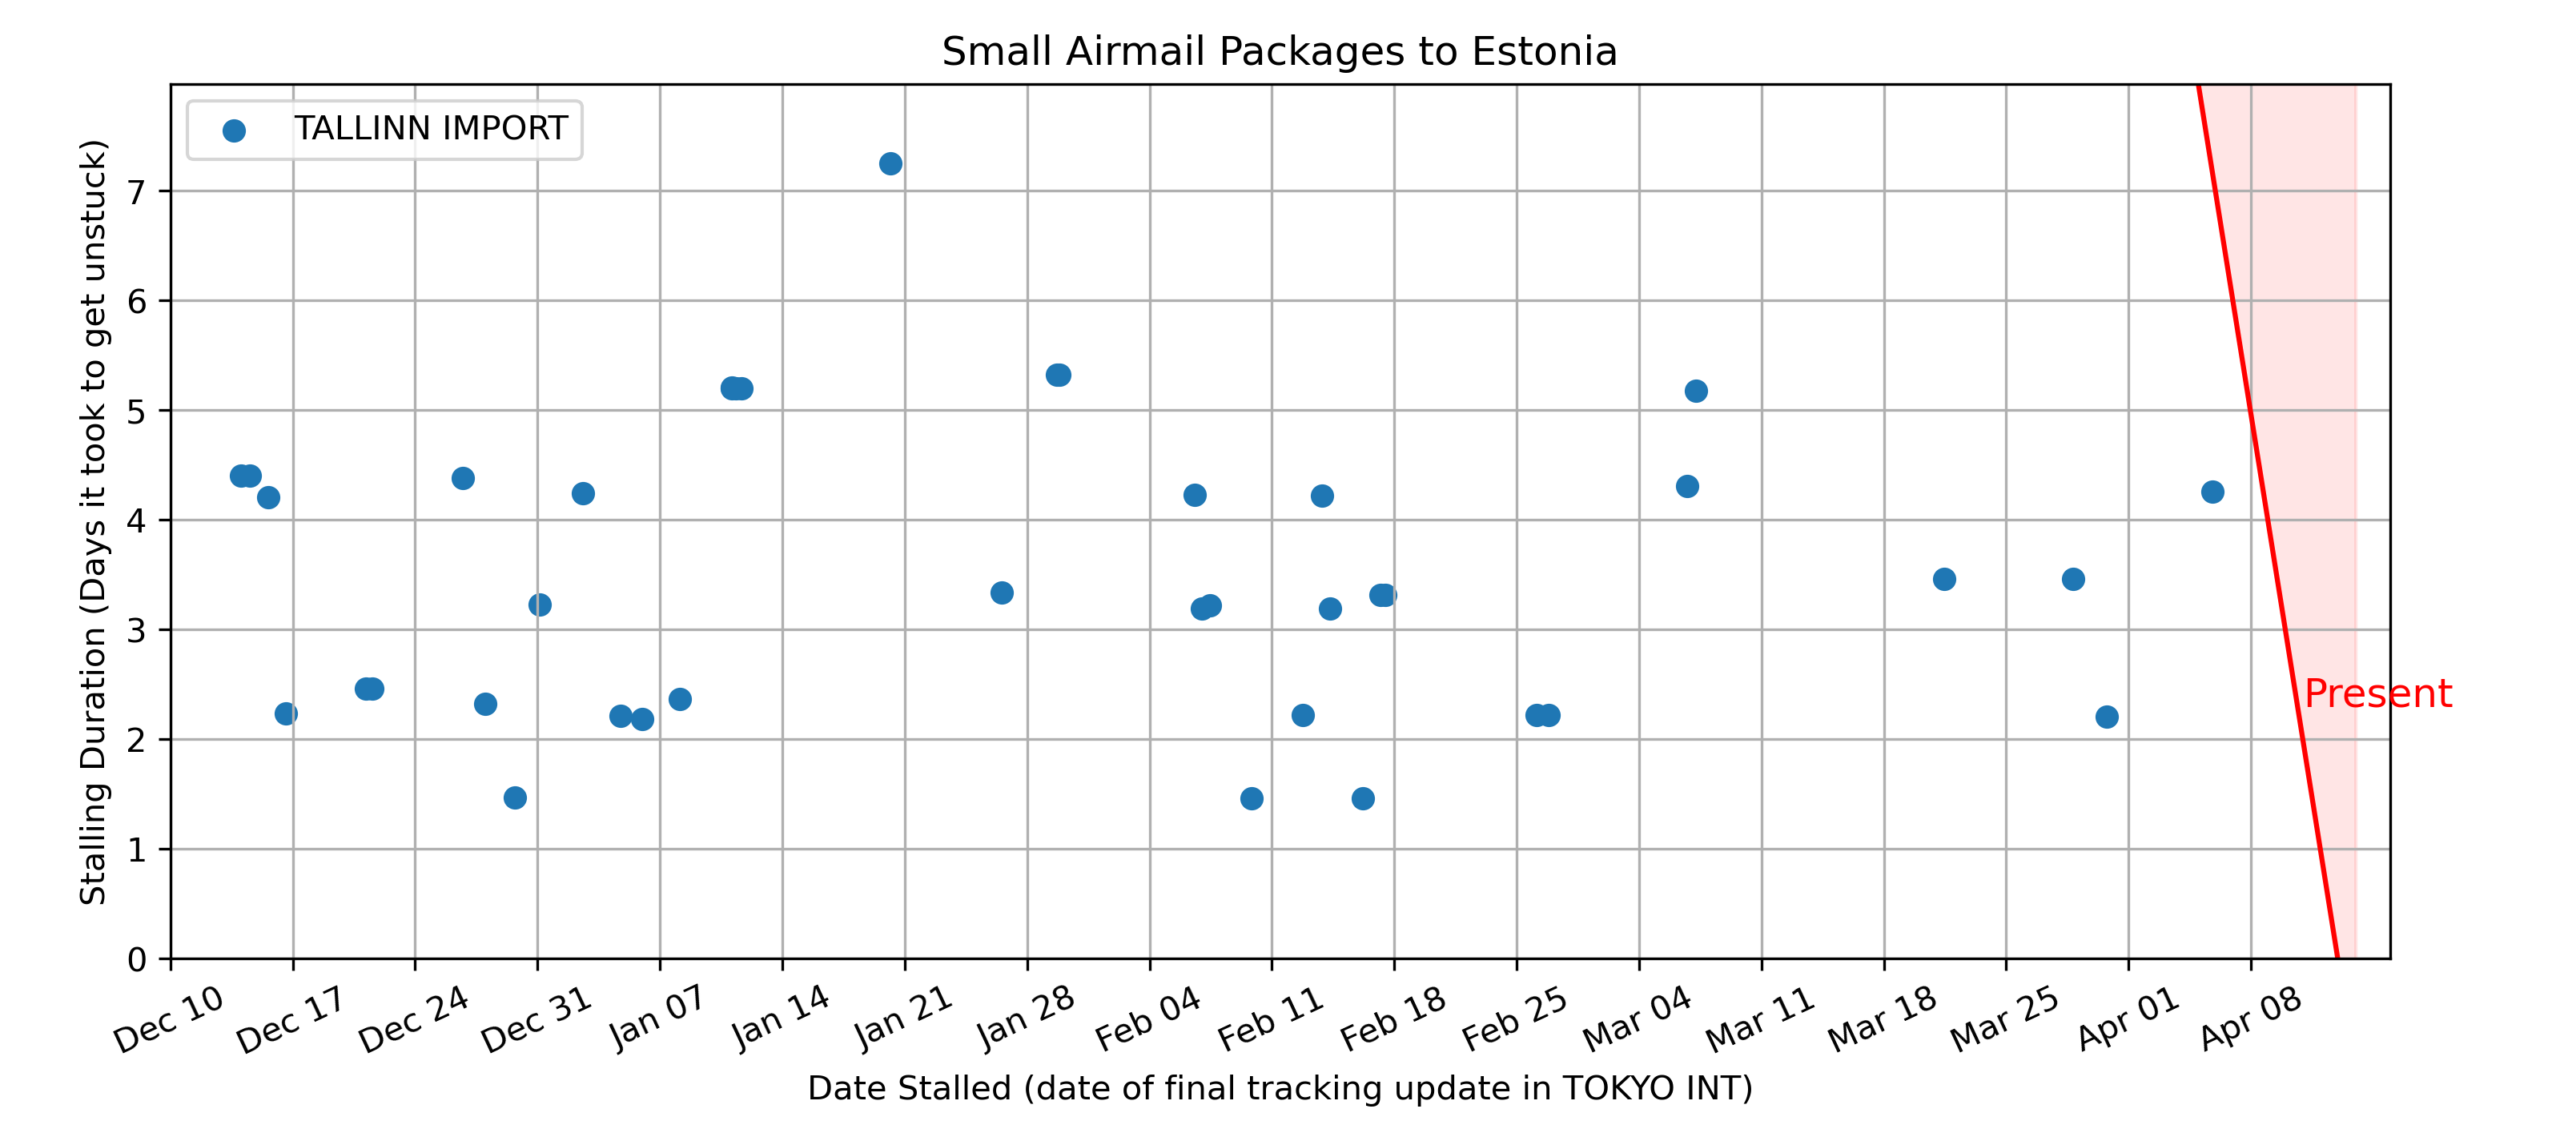 Small Airmail Packages to Estonia
TALLINN IMPORT
Stalling Duration (Days it took to get unstuck)
7
6
5
4
3
2
1
0
Present
Dec 10
Dec 17
Dec 24
Dec 31
Jan 07
Jan 14
Jan 21
Jan 28
Feb 04
Feb 11
Feb 18
Feb 25
Mar 04
Mar 11
Mar 18
Mar 25
Apr 01
Apr 08
Date Stalled (date of final tracking update in TOKYO INT)